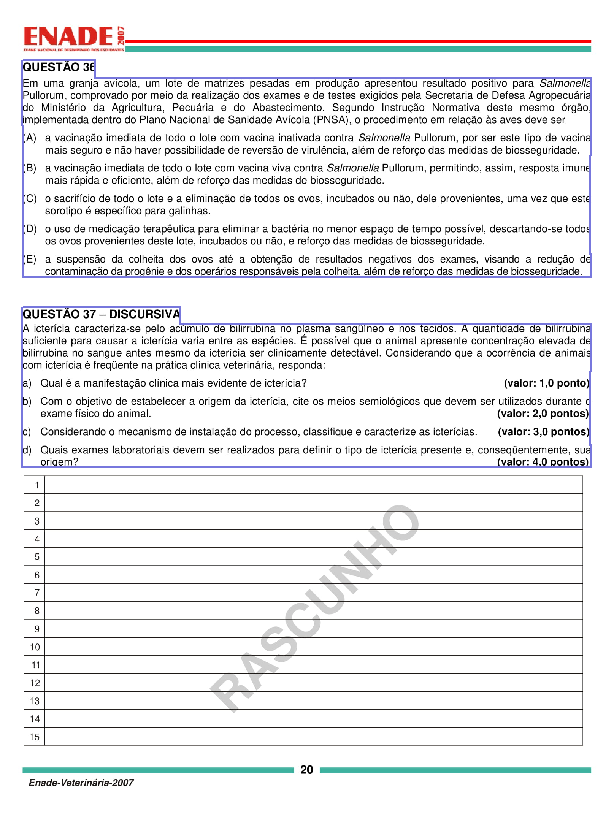 ENADE 2007
EXAME NACIONAL DE DESEMPENHO DOS ESTUDANTES
QUESTÃO 36
Em uma granja avícola, um lote de matrizes pesadas em produção apresentou resultado positivo para Salmonella
Pullorum, comprovado por meio da realização dos exames e de testes exigidos pela Secretaria de Defesa Agropecuária
do Ministério da Agricultura, Pecuária e do Abastecimento. Segundo Instrução Normativa deste mesmo órgão,
implementada dentro do Plano Nacional de Sanidade Avícola (PNSA), o procedimento em relação às aves deve ser
(A) a vacinação imediata de todo o lote com vacina inativada contra Salmonella Pullorum, por ser este tipo de vacina
mais seguro e não haver possibilidade de reversão de virulência, além de reforço das medidas de biosseguridade.
(B) a vacinação imediata de todo o lote com vacina viva contra Salmonella Pullorum, permitindo, assim, resposta imune
mais rápida e eficiente, além de reforço das medidas de biosseguridade.
(C) o sacrifício de todo o lote e a eliminação de todos os ovos, incubados ou não, dele provenientes, uma vez que este
sorotipo é específico para galinhas.
(D) o uso de medicação terapêutica para eliminar a bactéria no menor espaço de tempo possível, descartando-se todos
os ovos provenientes deste lote, incubados ou não, e reforço das medidas de biosseguridade.
(E) a suspensão da colheita dos ovos até a obtenção de resultados negativos dos exames, visando a redução de
contaminação da progênie e dos operários responsáveis pela colheita, além de reforço das medidas de biosseguridade.
QUESTÃO 37 – DISCURSIVA
A icterícia caracteriza-se pelo acúmulo de bilirrubina no plasma sangüíneo e nos tecidos. A quantidade de bilirrubina
suficiente para causar a icterícia varia entre as espécies. É possível que o animal apresente concentração elevada de
bilirrubina no sangue antes mesmo da icterícia ser clinicamente detectável. Considerando que a ocorrência de animais
com icterícia é freqüente na prática clínica veterinária, responda:
a) Qual é a manifestação clínica mais evidente de icterícia? (valor: 1,0 ponto)
b) Com o objetivo de estabelecer a origem da icterícia, cite os meios semiológicos que devem ser utilizados durante o
exame físico do animal. (valor: 2,0 pontos)
c) Considerando o mecanismo de instalação do processo, classifique e caracterize as icterícias. (valor: 3,0 pontos)
d) Quais exames laboratoriais devem ser realizados para definir o tipo de icterícia presente e, conseqüentemente, sua
origem? (valor: 4,0 pontos)
1
2
3
4
5
6
7
8
9
10
11
12
13
14
15
RASCUNHO
20
Enade-Veterinária-2007